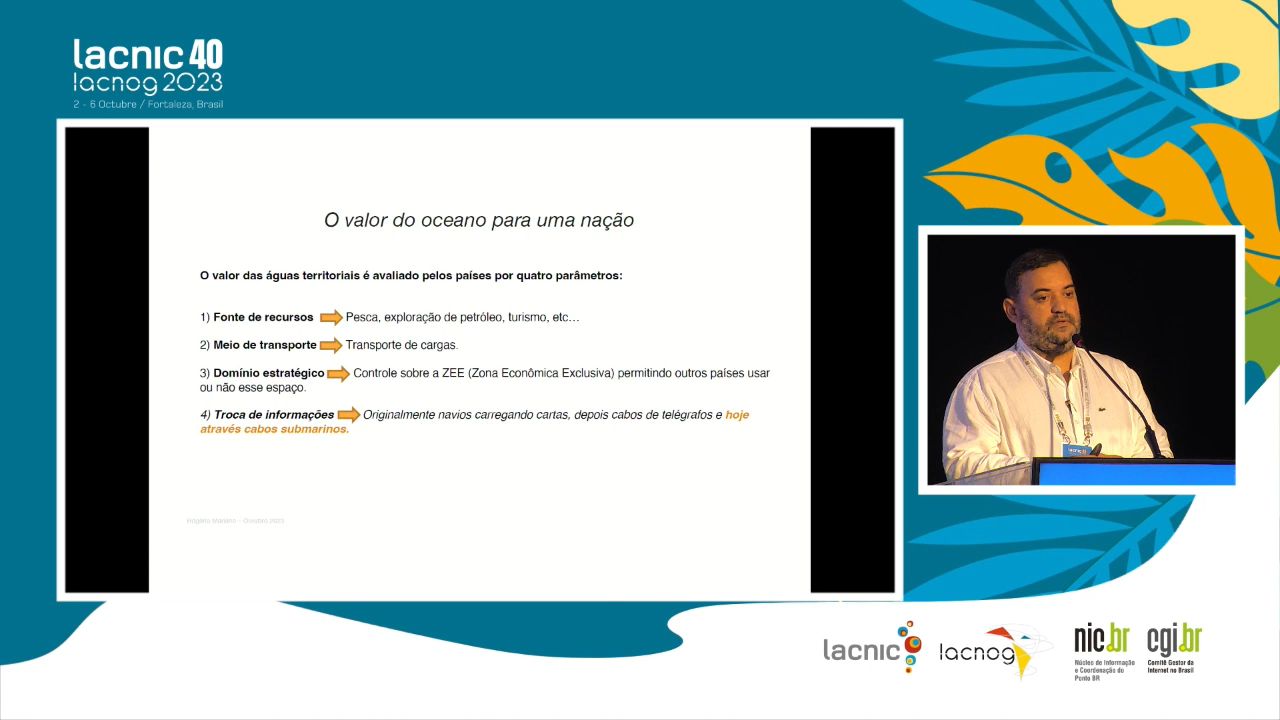 lacnic 40
lacnog 2023
2 - 6 Octubre / Fortaleza, Brasil
O valor do oceano para uma nação
O valor das águas territoriais é avaliado pelos países por quatro parâmetros:
1) Fonte de recursos Pesca, exploração de petróleo, turismo, etc...
2) Meio de transporte Transporte de cargas.
3) Domínio estratégico Controle sobre a ZEE (Zona Econômica Exclusiva) permitindo outros países usar
ou não esse espaço.
4) Troca de informações Originalmente navios carregando cartas, depois cabos de telégrafos e hoje
através cabos submarinos.
Rogério Mariano – Outubro 2023
lacnic
lacnog
nic.br
Núcleo de Informação
e Coordenação do
Ponto BR
cgi.br
Comitê Gestor da
Internet no Brasil